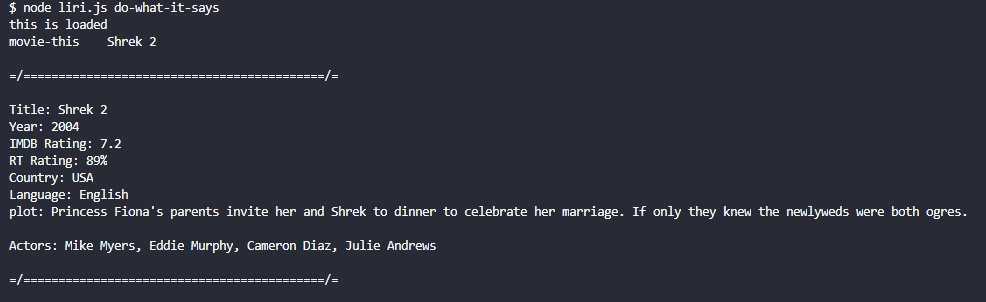 $ node liri.js do-what-it-says
this is loaded
movie-this    Shrek 2
=/===========================================/=
Title: Shrek 2
Year: 2004
IMDB Rating: 7.2
RT Rating: 89%
Country: USA
Language: English
plot: Princess Fiona's parents invite her and Shrek to dinner to celebrate her marriage. If only they knew the newlyweds were both ogres.
Actors: Mike Myers, Eddie Murphy, Cameron Diaz, Julie Andrews
=/===========================================/=